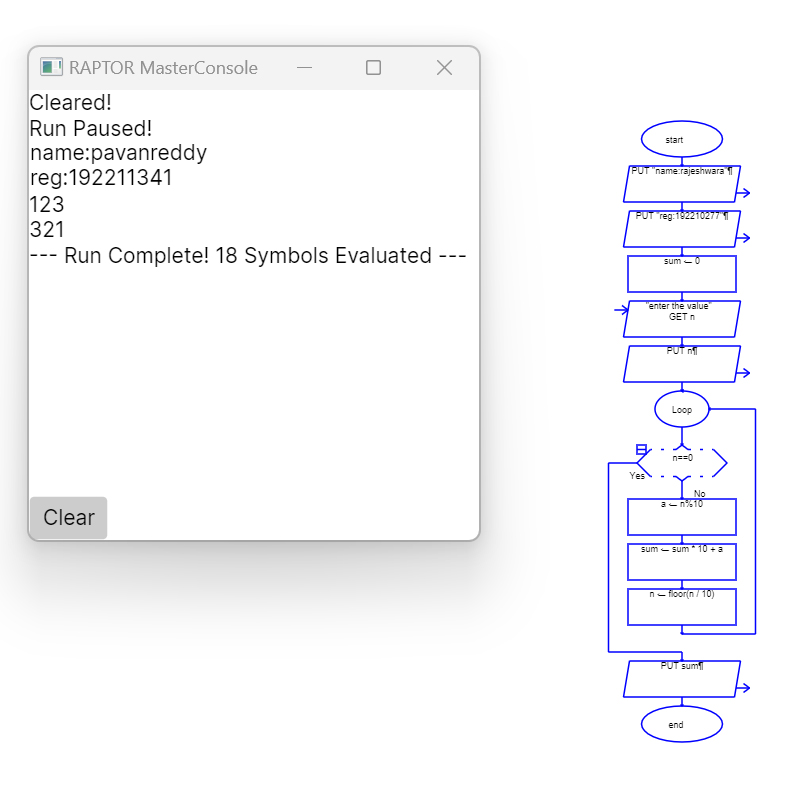 RAPTOR MasterConsole
Cleared!
Run Paused!
name:pavanreddy
reg:192211341
123
321
--- Run Complete! 18 Symbols Evaluated ---
Clear
start
PUT "name:rajeshwara"¶
PUT "reg:192210277"¶
sum ← 0
"enter the value"
GET n
PUT n¶
Loop
n==0
Yes
No
a ← n%10
sum ← sum * 10 + a
n ← floor(n / 10)
PUT sum¶
end